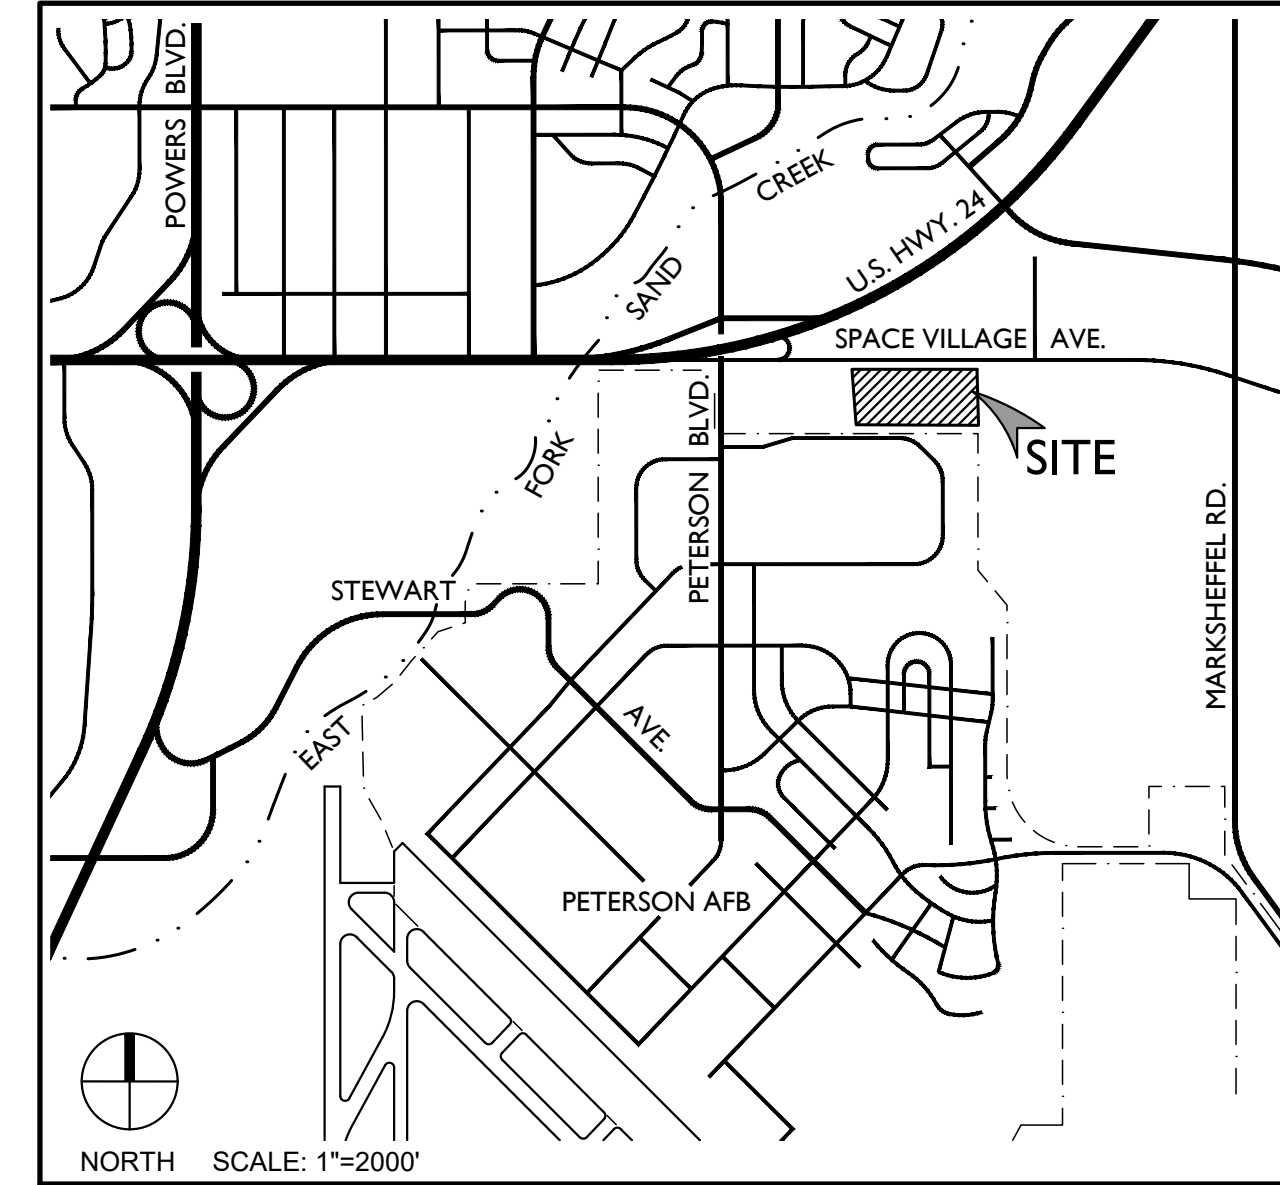 POWERS BLVD.
CREEK
SAND
U.S. HWY. 24
SPACE VILLAGE AVE.
FORK
PETERSON BLVD.
SITE
MARKSHEFFEL RD.
STEWART
AVE.
EAST
PETERSON AFB
NORTH SCALE: 1"=2000'